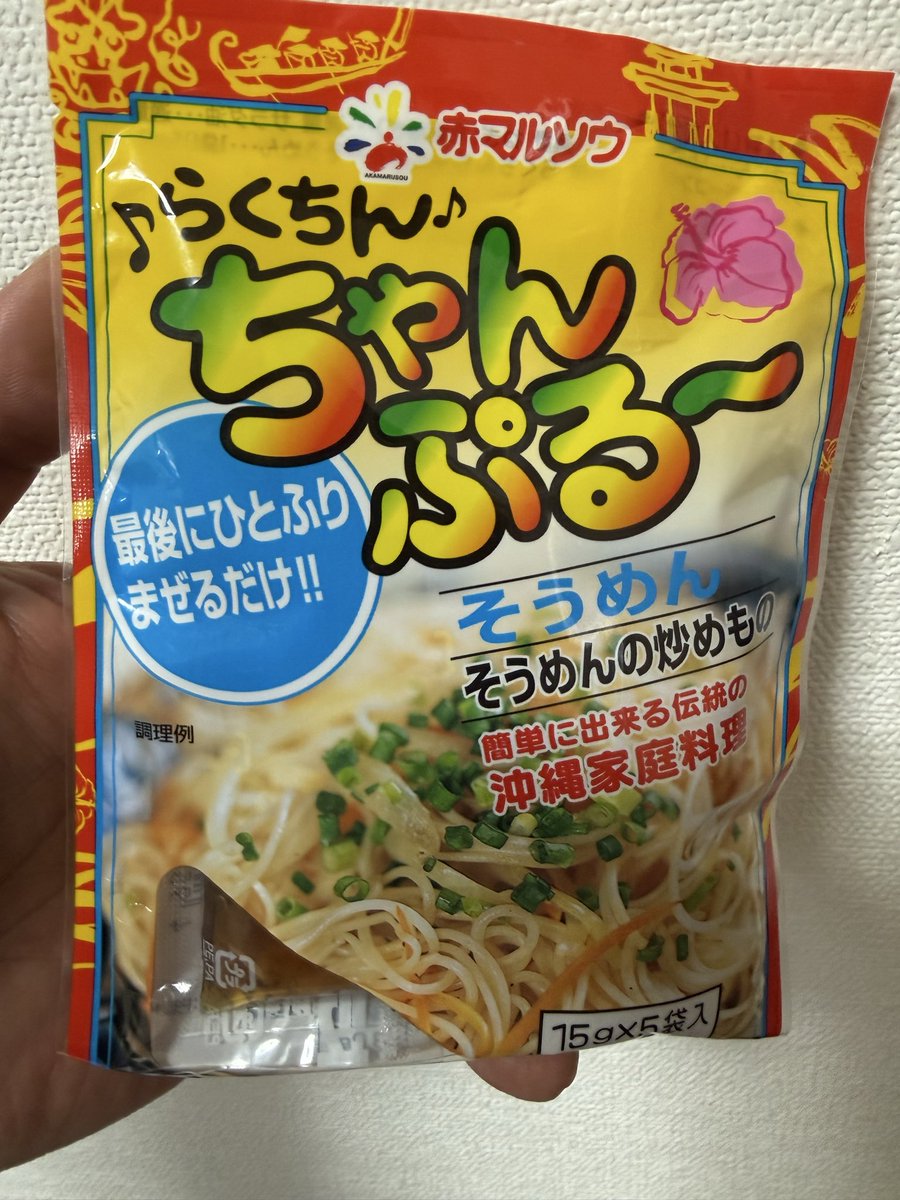 赤マルソウ
AKAMARUSOU
♪らくちん♪
ちゃん
ぷるー
最後にひとふり
まぜるだけ!!
そうめん
そうめんの炒めもの
簡単に出来る伝統の
沖縄家庭料理
調理例
PE,PA
15g×5袋入